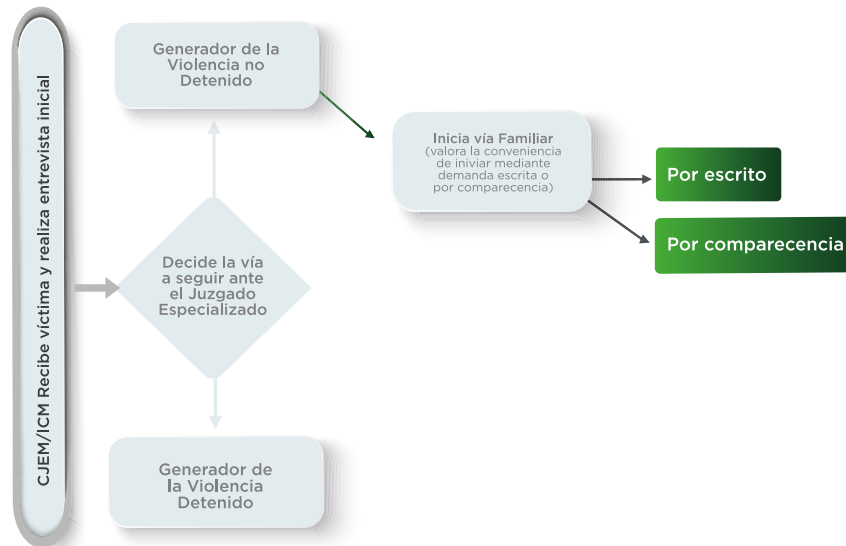 CJEM/ICM Recibe víctima y realiza entrevista inicial
Generador de la
Violencia no
Detenido
Decide la vía
a seguir ante
el Juzgado
Especializado
Generador de
la Violencia
Detenido
Inicia vía Familiar
(valora la conveniencia
de iniviar mediante
demanda escrita o
por comparecencia)
Por escrito
Por comparecencia